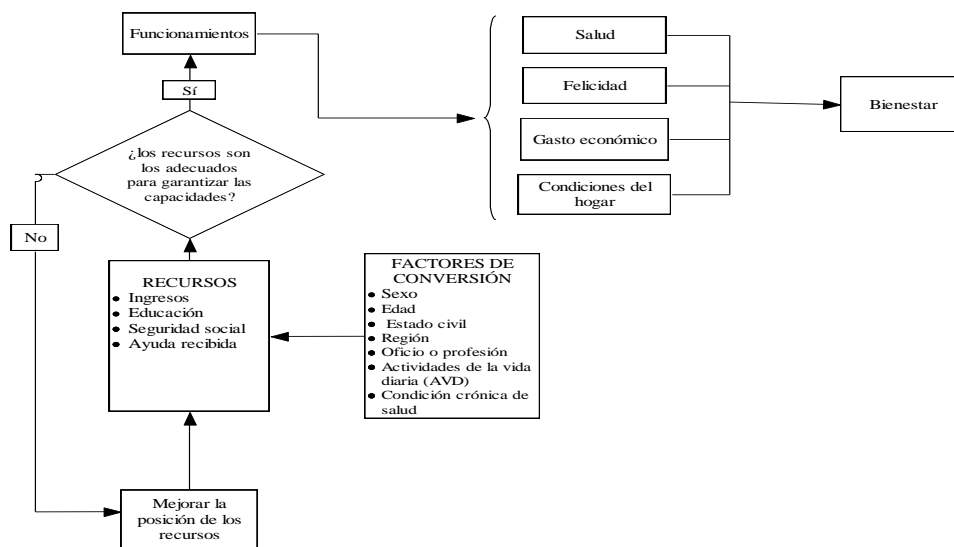 Funcionamientos
Sí
¿los recursos son
los adecuados
para garantizar las
capacidades?
No
RECURSOS
● Ingresos
● Educación
● Seguridad social
● Ayuda recibida
FACTORES DE
CONVERSIÓN
● Sexo
● Edad
● Estado civil
● Región
● Oficio o profesión
● Actividades de la vida
diaria (AVD)
● Condición crónica de
salud
Mejorar la
posición de los
recursos
Salud
Felicidad
Gasto económico
Condiciones del
hogar
Bienestar